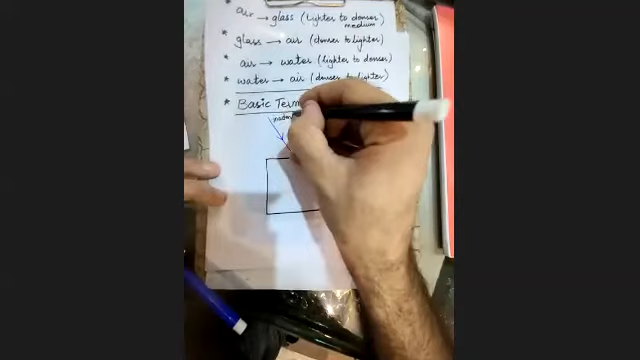 * air → glass (Lighter to denser medium)
* glass → air (denser to lighter)
* air → water (lighter to denser)
* water → air (denser to lighter)
* Basic Term